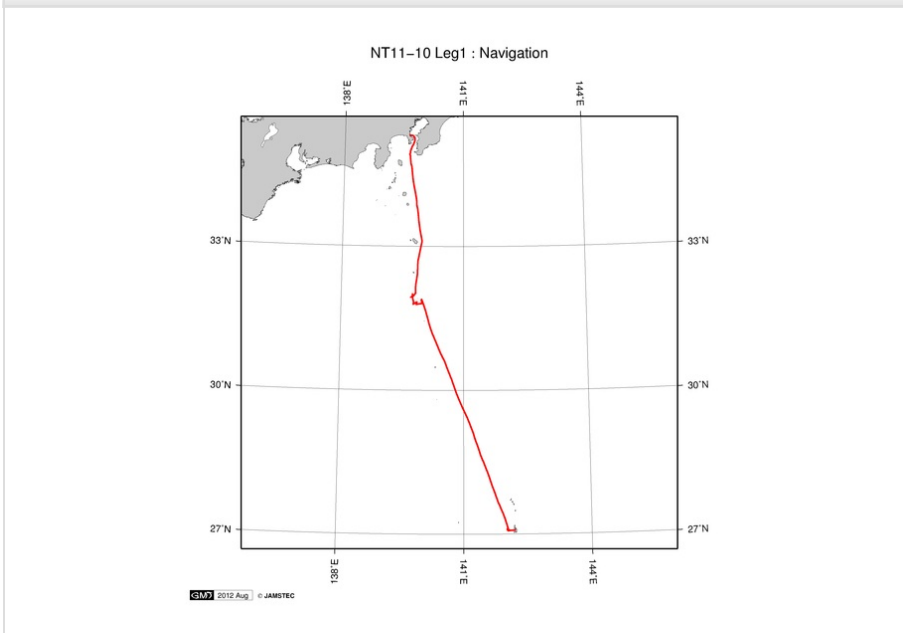 NT11−10 Leg1 : Navigation
138˚E
141˚E
144˚E
33˚N
33˚N
30˚N
30˚N
27˚N
27˚N
138˚E
141˚E
144˚E
GMT 2012 Aug © JAMSTEC